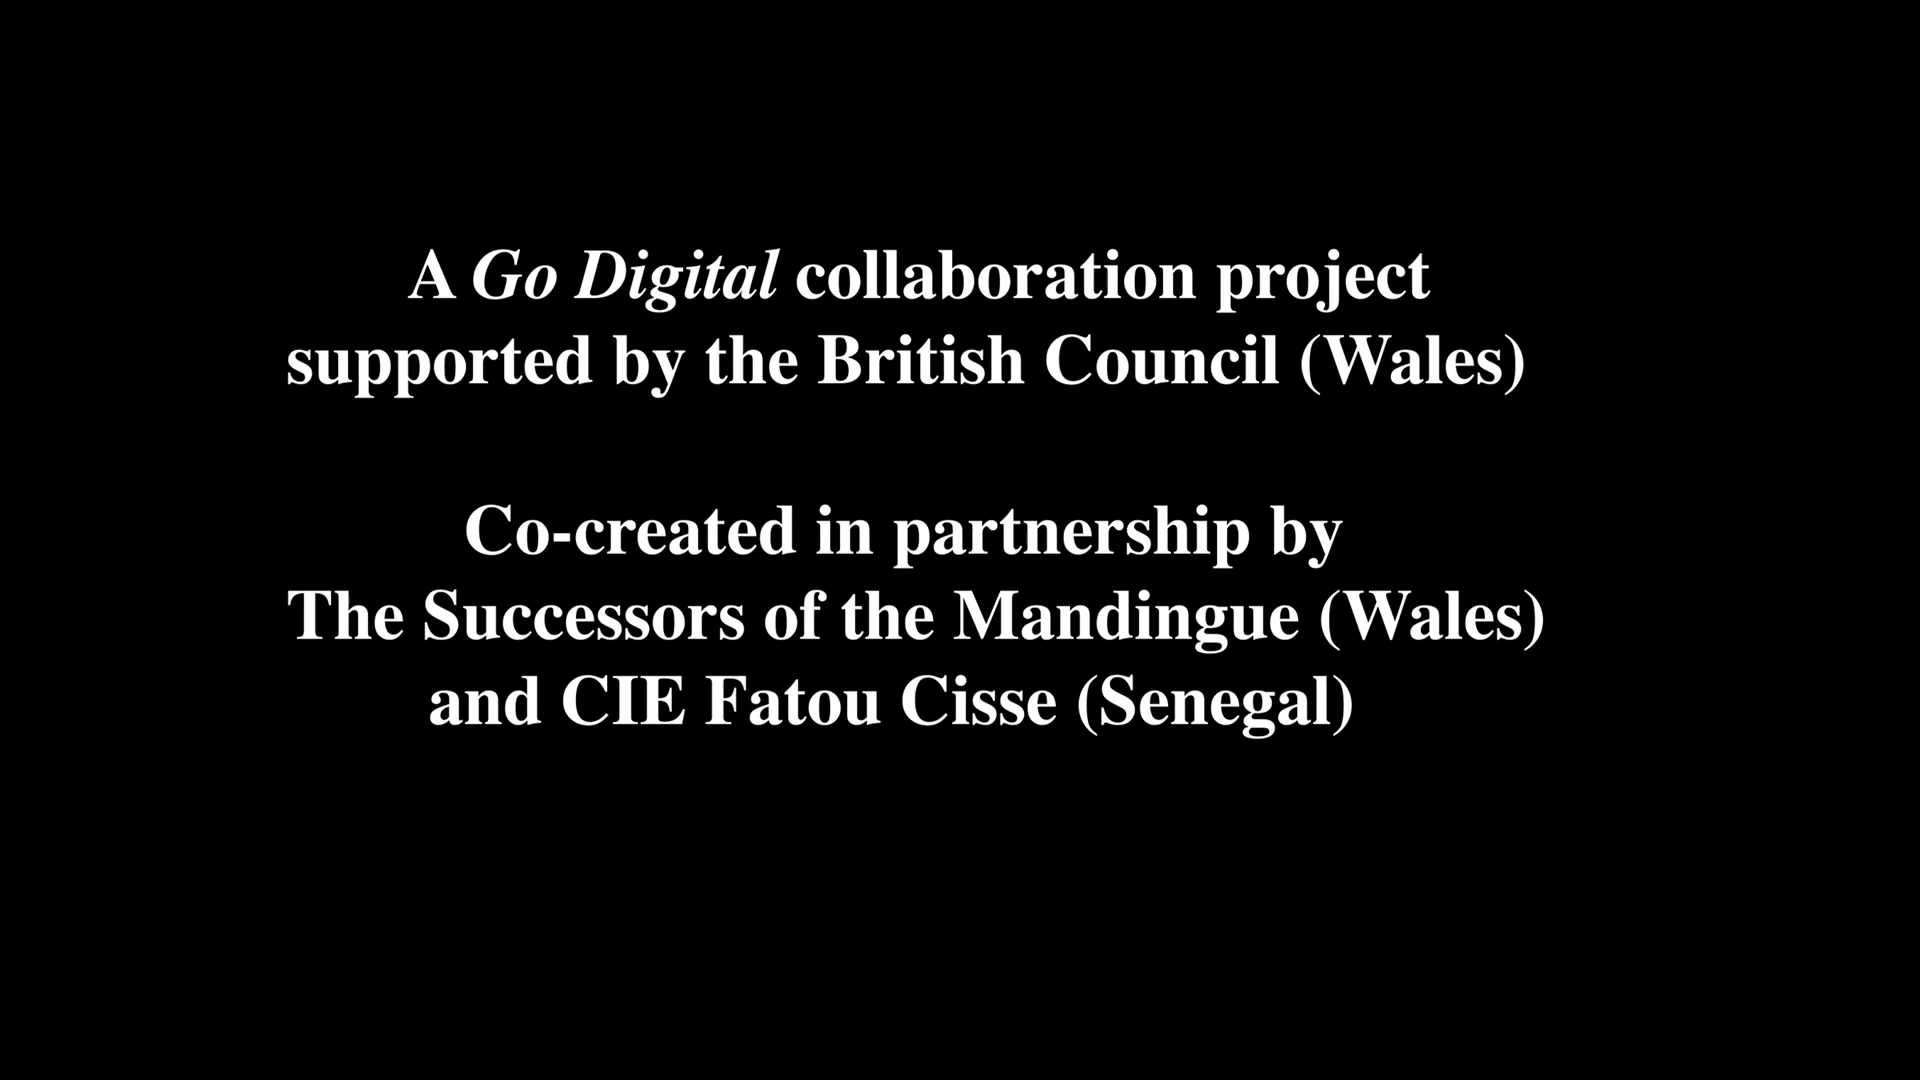 A Go Digital collaboration project
supported by the British Council (Wales)
Co-created in partnership by
The Successors of the Mandingue (Wales)
and CIE Fatou Cisse (Senegal)